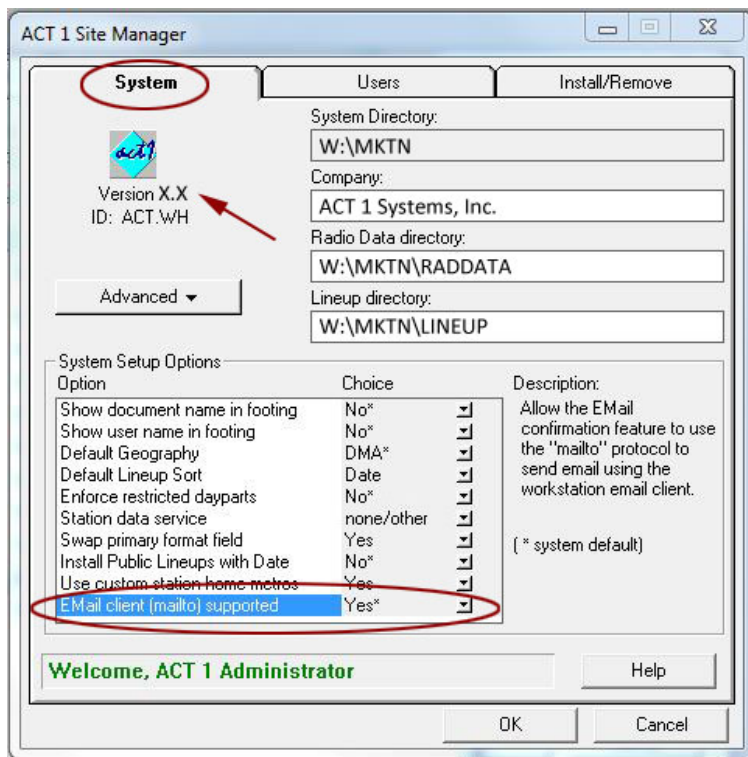 ACT 1 Site Manager
System
Users
Install/Remove
act1
Version X.X
ID: ACT.WH
Advanced
System Directory:
W:\MKTN
Company:
ACT 1 Systems, Inc.
Radio Data directory:
W:\MKTN\RADDATA
Lineup directory:
W:\MKTN\LINEUP
System Setup Options
Option Choice
Show document name in footing No*
Show user name in footing No*
Default Geography DMA*
Default Lineup Sort Date
Enforce restricted dayparts No*
Station data service none/other
Swap primary format field Yes
Install Public Lineups with Date No*
Use custom station home metros Yes
EMail client (mailto) supported Yes*
Description:
Allow the EMail
confirmation feature to use
the "mailto" protocol to
send email using the
workstation email client.
( * system default)
Welcome, ACT 1 Administrator
Help
OK
Cancel